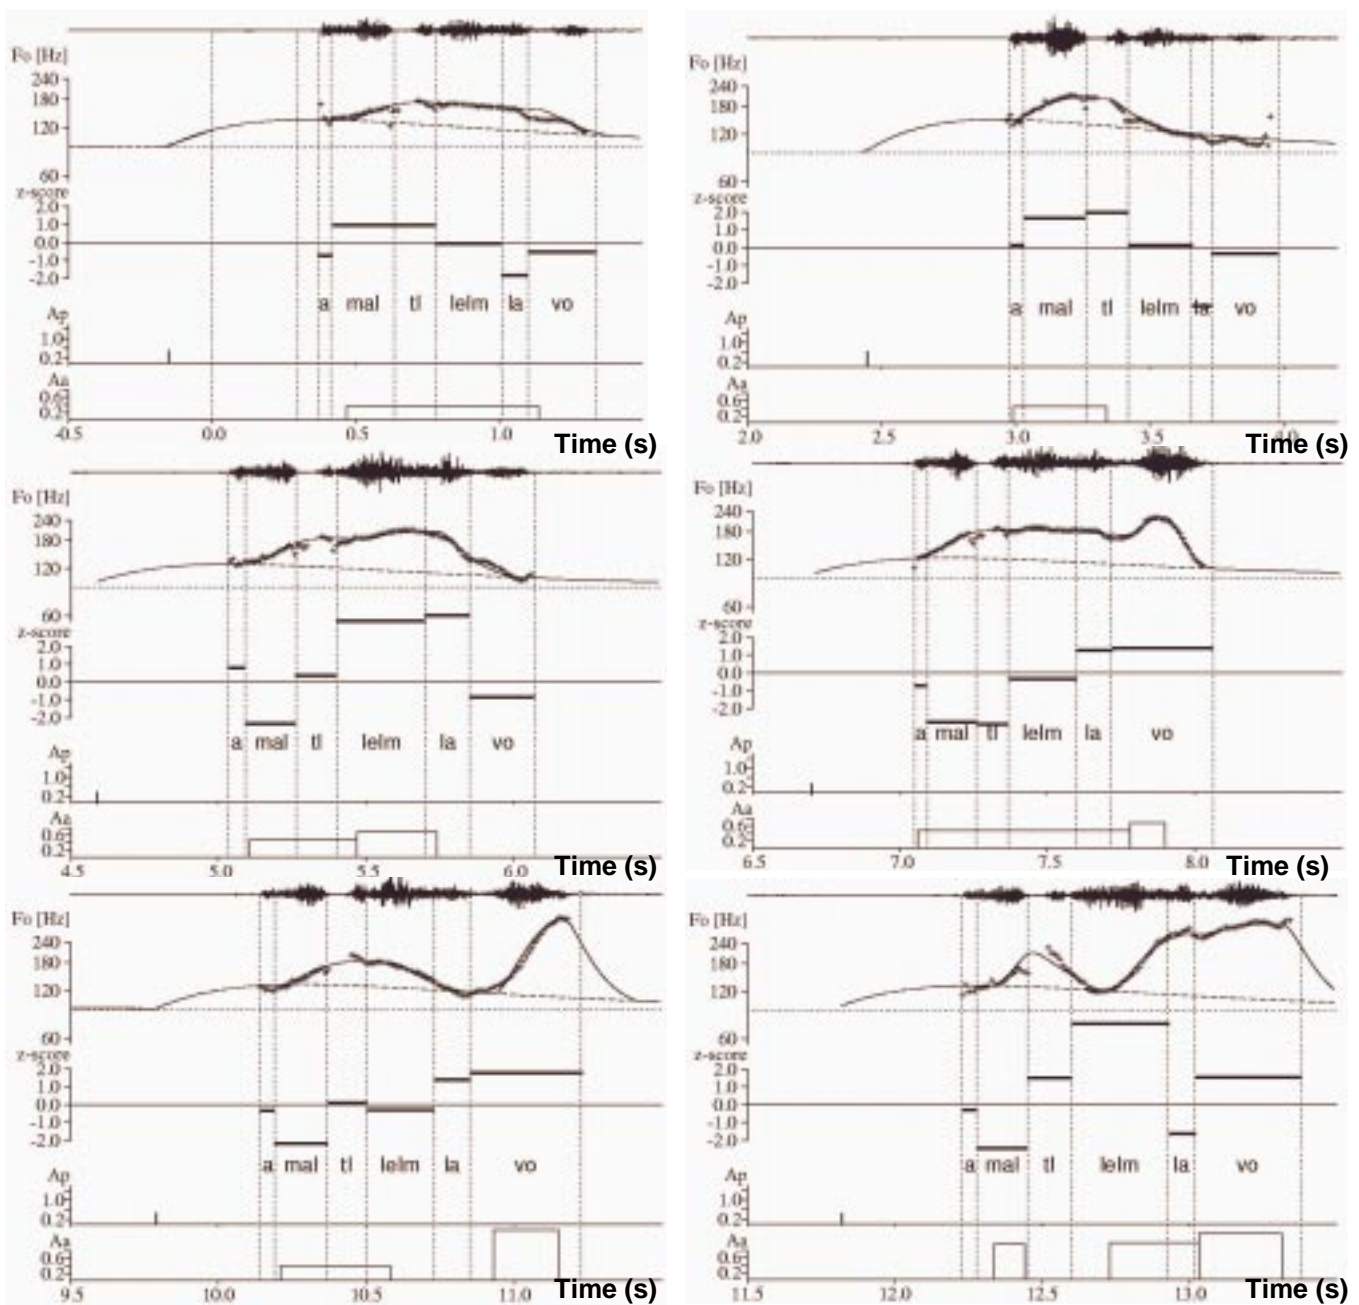 Fo [Hz]
240
180
120
60
z-score
2.0
1.0
0.0
-1.0
-2.0
a mal tl lelm la vo
Ap
1.0
0.2
Aa
0.6
0.2
-0.5 0.0 0.5 1.0 Time (s)
Fo [Hz]
240
180
120
60
z-score
2.0
1.0
0.0
-1.0
-2.0
a mal tl lelm la vo
Ap
1.0
0.2
Aa
0.6
0.2
2.0 2.5 3.0 3.5 4.0 Time (s)
Fo [Hz]
240
180
120
60
z-score
2.0
1.0
0.0
-1.0
-2.0
a mal tl lelm la vo
Ap
1.0
0.2
Aa
0.6
0.2
4.5 5.0 5.5 6.0 Time (s)
Fo [Hz]
240
180
120
60
z-score
2.0
1.0
0.0
-1.0
-2.0
a mal tl lelm la vo
Ap
1.0
0.2
Aa
0.6
0.2
6.5 7.0 7.5 8.0 Time (s)
Fo [Hz]
240
180
120
60
z-score
2.0
1.0
0.0
-1.0
-2.0
a mal tl lelm la vo
Ap
1.0
0.2
Aa
0.6
0.2
9.5 10.0 10.5 11.0 Time (s)
Fo [Hz]
240
180
120
60
z-score
2.0
1.0
0.0
-1.0
-2.0
a mal tl lelm la vo
Ap
1.0
0.2
Aa
0.6
0.2
11.5 12.0 12.5 13.0 Time (s)